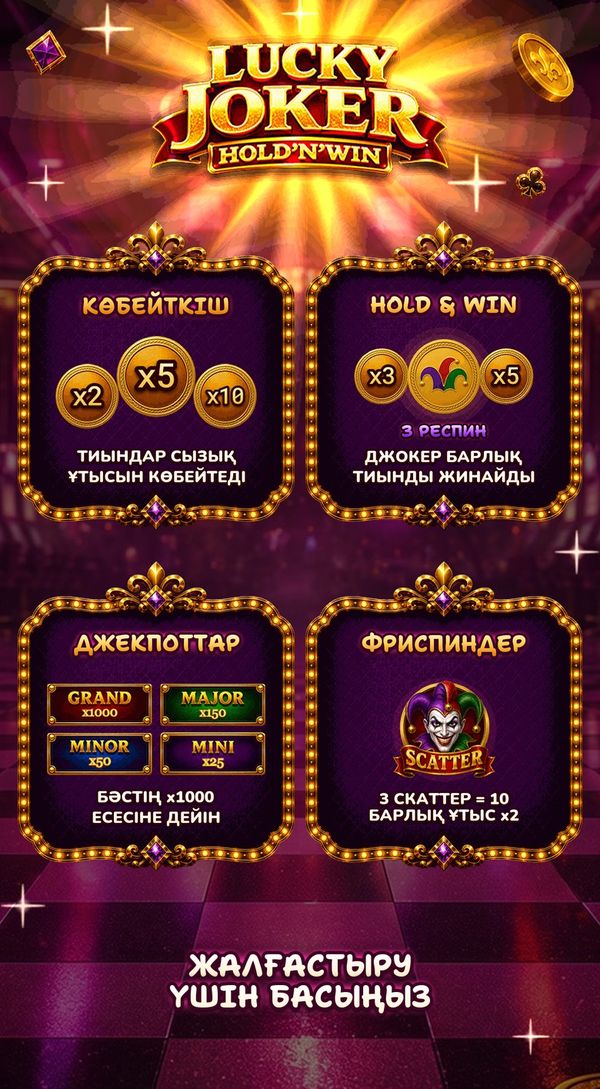 LUCKY
JOKER
HOLD'N'WIN
КӨБЕЙТКІШ
x2
x5
x10
ТИЫНДАР СЫЗЫҚ
ҰТЫСЫН КӨБЕЙТЕДІ
HOLD & WIN
x3
x5
3 РЕСПИН
ДЖОКЕР БАРЛЫҚ
ТИЫНДЫ ЖИНАЙДЫ
ДЖЕКПОТТАР
GRAND
x1000
MAJOR
x150
MINOR
x50
MINI
x25
БӘСТІҢ x1000
ЕСЕСІНЕ ДЕЙІН
ФРИСПИНДЕР
SCATTER
3 СКАТТЕР = 10
БАРЛЫҚ ҰТЫС x2
ЖАЛҒАСТЫРУ
ҮШІН БАСЫҢЫЗ